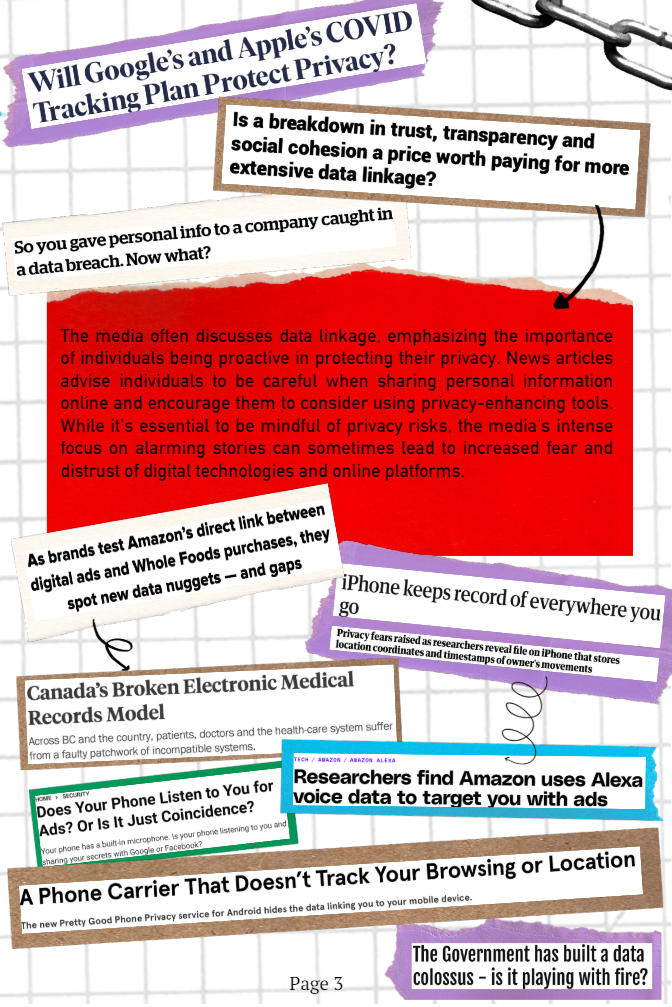 Will Google's and Apple's COVID
Tracking Plan Protect Privacy?
Is a breakdown in trust, transparency and
social cohesion a price worth paying for more
extensive data linkage?
So you gave personal info to a company caught in
a data breach. Now what?
The media often discusses data linkage, emphasizing the importance
of individuals being proactive in protecting their privacy. News articles
advise individuals to be careful when sharing personal information
online and encourage them to consider using privacy-enhancing tools.
While it's essential to be mindful of privacy risks, the media's intense
focus on alarming stories can sometimes lead to increased fear and
distrust of digital technologies and online platforms.
As brands test Amazon's direct link between
digital ads and Whole Foods purchases, they
spot new data nuggets — and gaps
iPhone keeps record of everywhere you
go
Privacy fears raised as researchers reveal file on iPhone that stores
location coordinates and timestamps of owner's movements
Canada's Broken Electronic Medical
Records Model
Across BC and the country, patients, doctors and the health-care system suffer
from a faulty patchwork of incompatible systems.
TECH / AMAZON / AMAZON ALEXA
Researchers find Amazon uses Alexa
voice data to target you with ads
HOME > SECURITY
Does Your Phone Listen to You for
Ads? Or Is It Just Coincidence?
Your phone has a built-in microphone. Is your phone listening to you and
sharing your secrets with Google or Facebook?
A Phone Carrier That Doesn't Track Your Browsing or Location
The new Pretty Good Phone Privacy service for Android hides the data linking you to your mobile device.
The Government has built a data
colossus – is it playing with fire?
Page 3